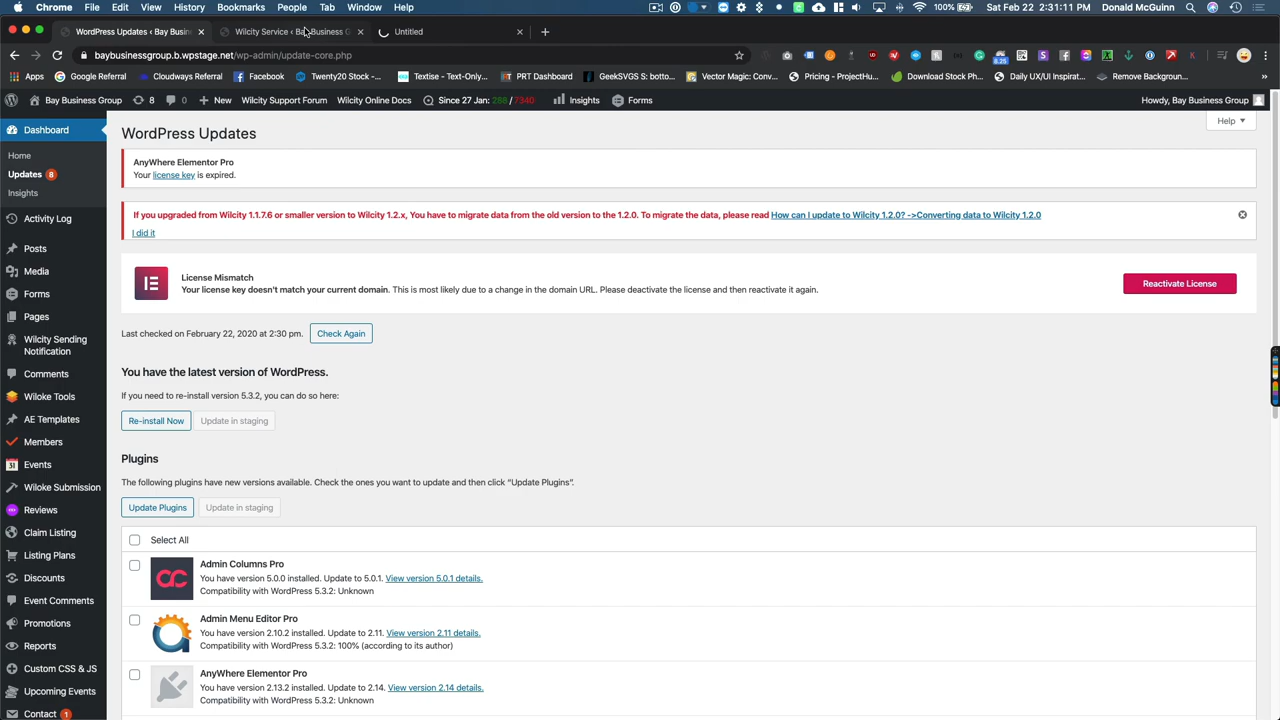 Chrome File Edit View History Bookmarks People Tab Window Help 100% Sat Feb 22 2:31:11 PM Donald McGuinn
WordPress Updates ‹ Bay Busin Wilcity Service ‹ Bay Business G Untitled
baybusinessgroup.b.wpstage.net/wp-admin/update-core.php
Apps Google Referral Cloudways Referral Facebook Twenty20 Stock -... Textise - Text-Only... PRT Dashboard GeekSVGS S: botto... Vector Magic: Conv... Pricing - ProjectHu... Download Stock Ph... Daily UX/UI Inspirat... Remove Backgroun... »
Bay Business Group 8 0 New Wilcity Support Forum Wilcity Online Docs Since 27 Jan: 288 / 7340 Insights Forms Howdy, Bay Business Group
Help
Dashboard
Home
Updates 8
Insights
Activity Log
Posts
Media
Forms
Pages
Wilcity Sending
Notification
Comments
Wiloke Tools
AE Templates
Members
Events
Wiloke Submission
Reviews
Claim Listing
Listing Plans
Discounts
Event Comments
Promotions
Reports
Custom CSS & JS
Upcoming Events
Contact 1
WordPress Updates
AnyWhere Elementor Pro
Your license key is expired.
If you upgraded from Wilcity 1.1.7.6 or smaller version to Wilcity 1.2.x, You have to migrate data from the old version to the 1.2.0. To migrate the data, please read How can I update to Wilcity 1.2.0? ->Converting data to Wilcity 1.2.0
I did it
License Mismatch
Your license key doesn't match your current domain. This is most likely due to a change in the domain URL. Please deactivate the license and then reactivate it again.
Reactivate License
Last checked on February 22, 2020 at 2:30 pm. Check Again
You have the latest version of WordPress.
If you need to re-install version 5.3.2, you can do so here:
Re-install Now Update in staging
Plugins
The following plugins have new versions available. Check the ones you want to update and then click “Update Plugins”.
Update Plugins Update in staging
Select All
Admin Columns Pro
You have version 5.0.0 installed. Update to 5.0.1. View version 5.0.1 details.
Compatibility with WordPress 5.3.2: Unknown
Admin Menu Editor Pro
You have version 2.10.2 installed. Update to 2.11. View version 2.11 details.
Compatibility with WordPress 5.3.2: 100% (according to its author)
AnyWhere Elementor Pro
You have version 2.13.2 installed. Update to 2.14. View version 2.14 details.
Compatibility with WordPress 5.3.2: Unknown